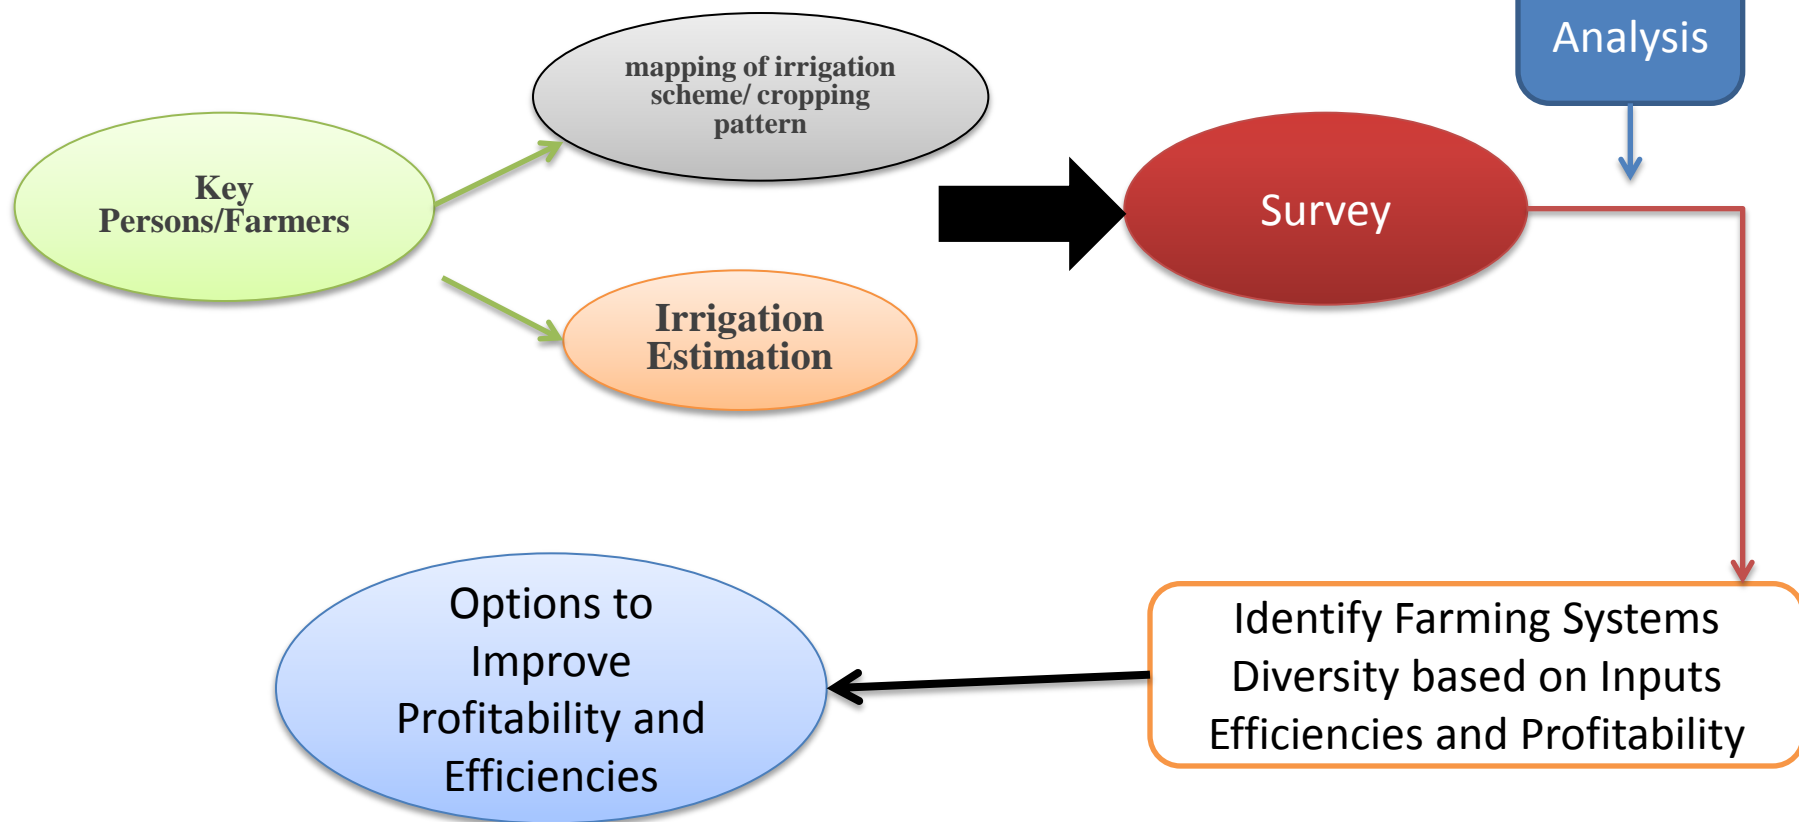 Analysis
mapping of irrigation
scheme/ cropping
pattern
Key
Persons/Farmers
Survey
Irrigation
Estimation
Options to
Improve
Profitability and
Efficiencies
Identify Farming Systems
Diversity based on Inputs
Efficiencies and Profitability